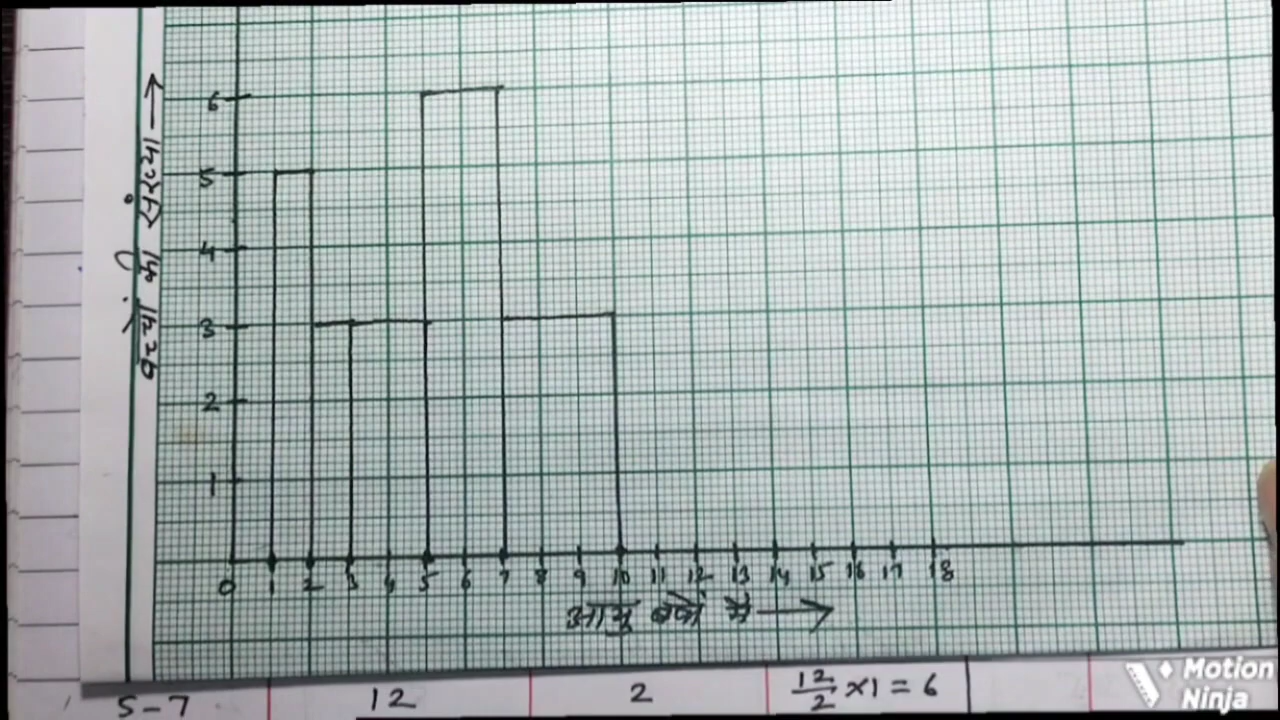 6
5
4
3
2
1
बच्चों की संख्या
0 1 2 3 4 5 6 7 8 9 10 11 12 13 14 15 16 17 18
आयु वर्षों में
5-7 12 2 12/2 ×1 = 6
Motion
Ninja